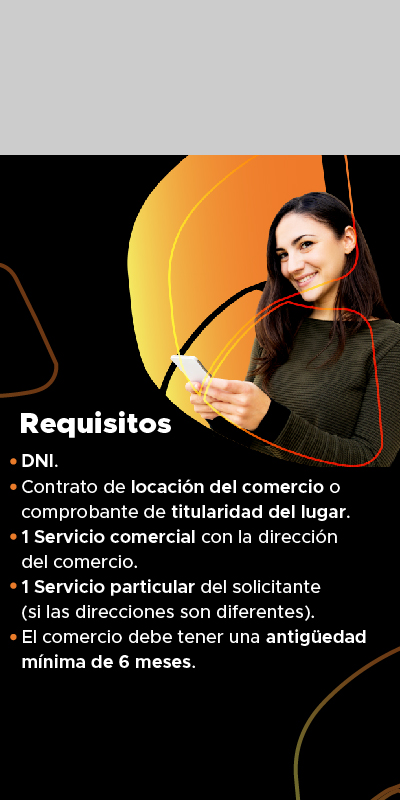 Requisitos
• DNI.
• Contrato de locación del comercio o
comprobante de titularidad del lugar.
• 1 Servicio comercial con la dirección
del comercio.
• 1 Servicio particular del solicitante
(si las direcciones son diferentes).
• El comercio debe tener una antigüedad
mínima de 6 meses.